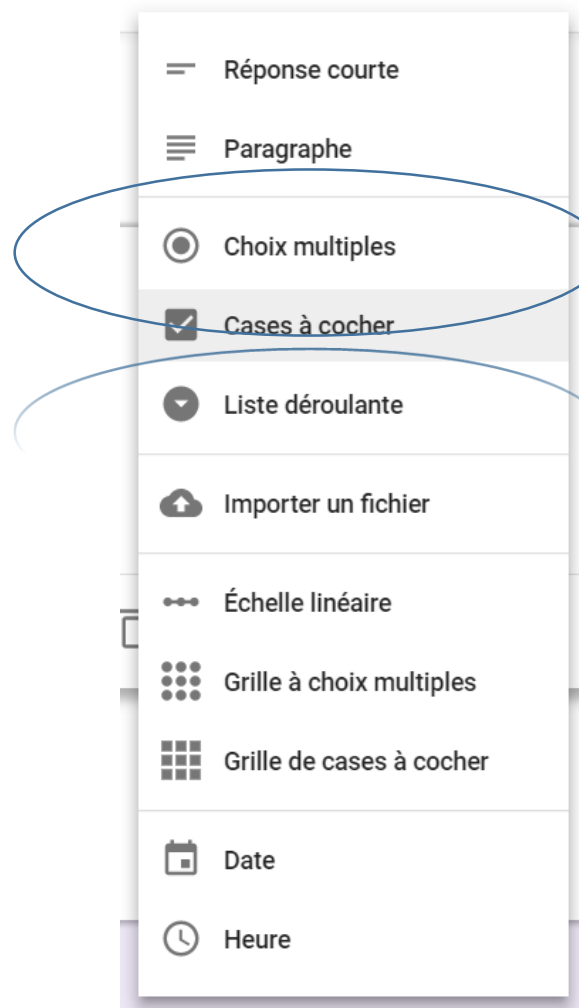 Réponse courte
Paragraphe
Choix multiples
Cases à cocher
Liste déroulante
Importer un fichier
Échelle linéaire
Grille à choix multiples
Grille de cases à cocher
Date
Heure